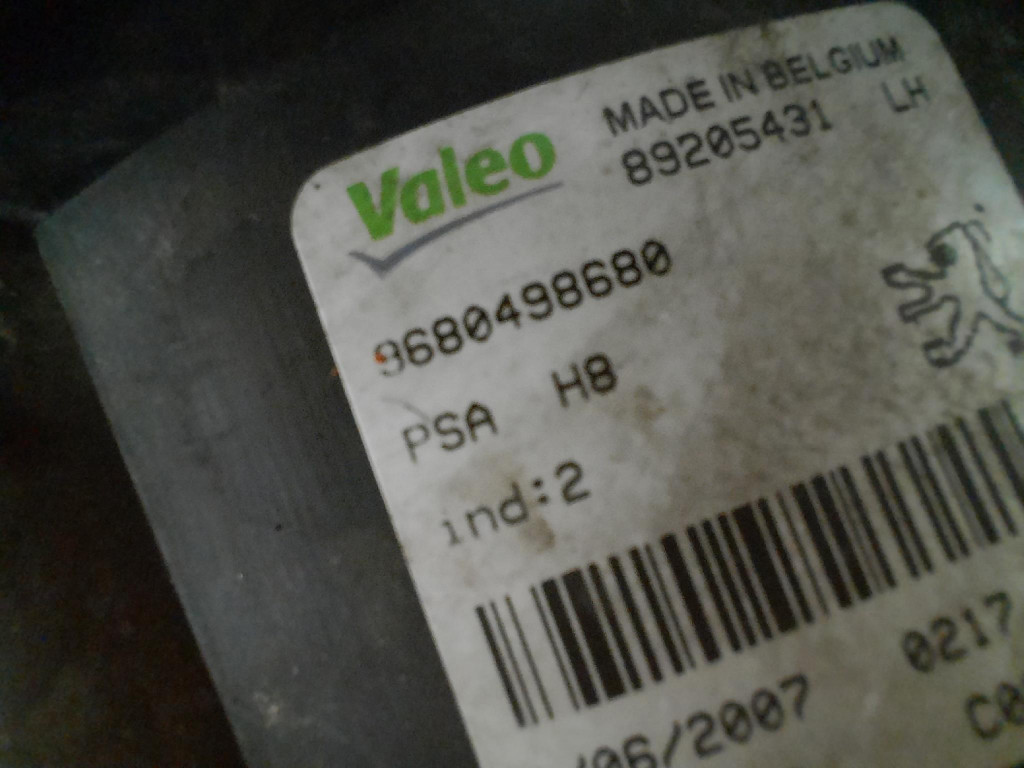 Valeo
MADE IN BELGIUM
89205431 LH
9680498680
PSA H8
ind:2
0217
/06/2007